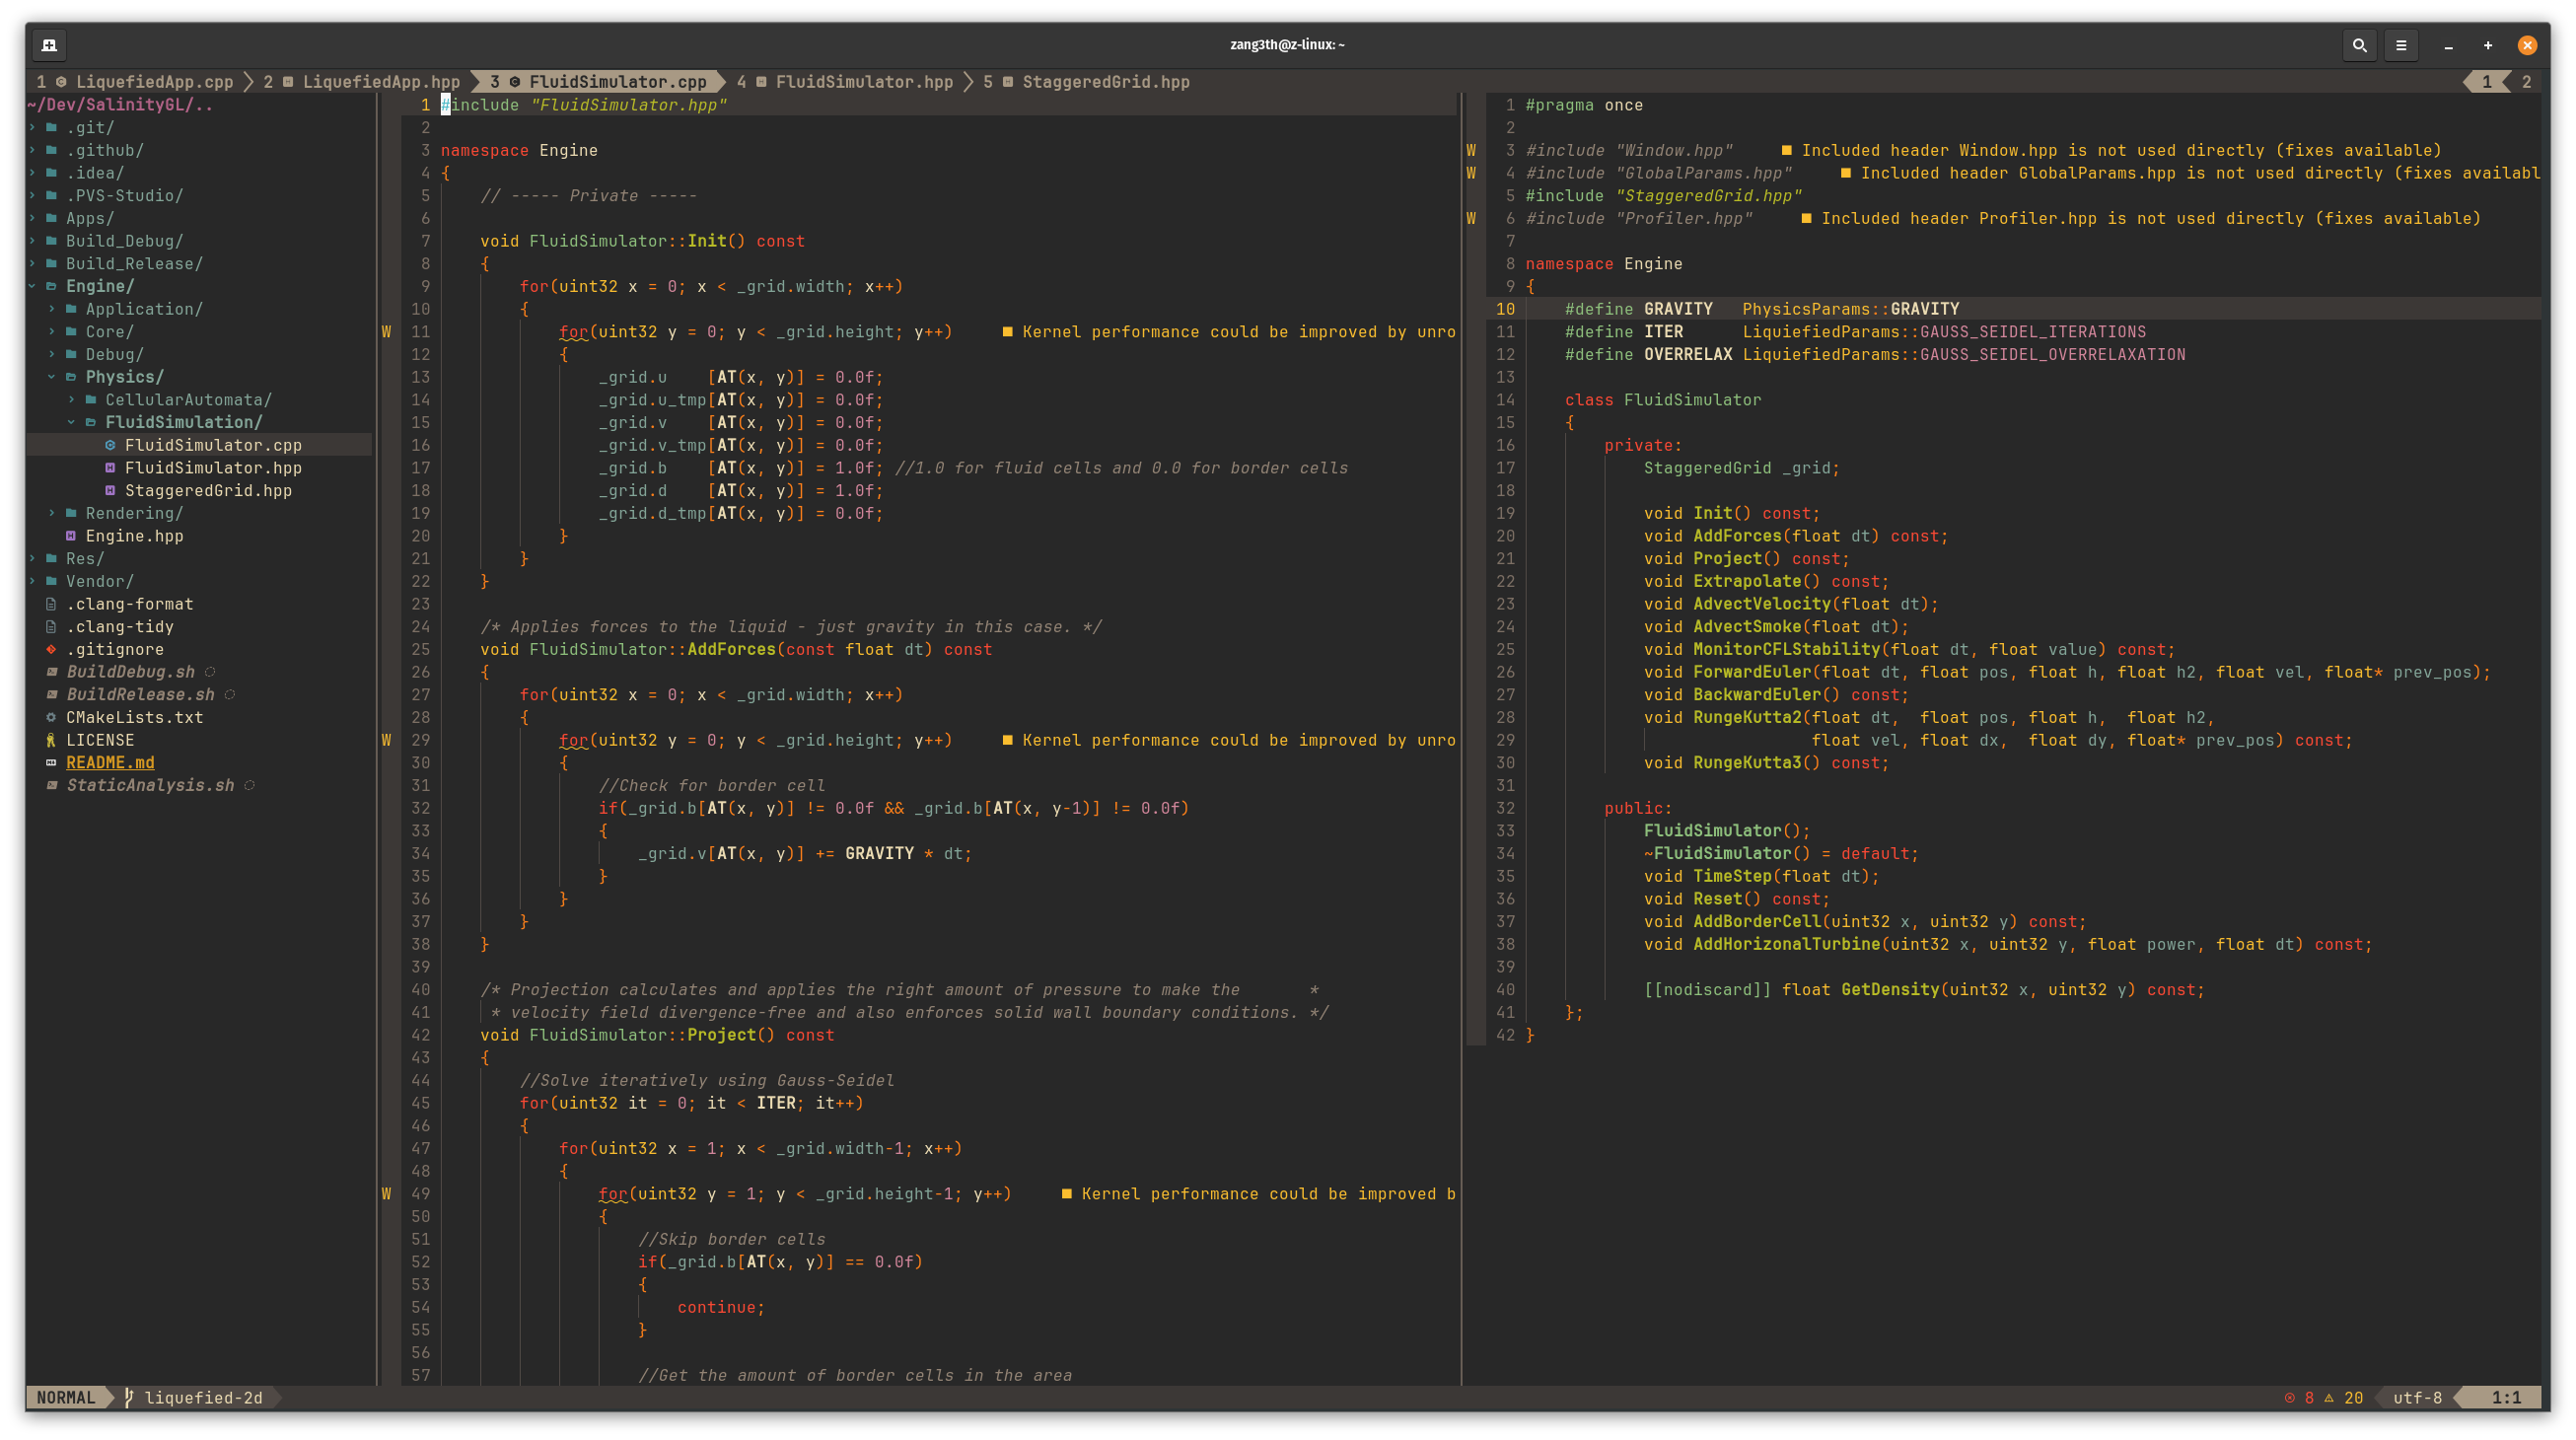 zang3th@z-linux: ~
1 LiquefiedApp.cpp 2 LiquefiedApp.hpp 3 FluidSimulator.cpp 4 FluidSimulator.hpp 5 StaggeredGrid.hpp 1 2
~/Dev/SalinityGL/..
.git/
.github/
.idea/
.PVS-Studio/
Apps/
Build_Debug/
Build_Release/
Engine/
Application/
Core/
Debug/
Physics/
CellularAutomata/
FluidSimulation/
FluidSimulator.cpp
FluidSimulator.hpp
StaggeredGrid.hpp
Rendering/
Engine.hpp
Res/
Vendor/
.clang-format
.clang-tidy
.gitignore
BuildDebug.sh
BuildRelease.sh
CMakeLists.txt
LICENSE
README.md
StaticAnalysis.sh
1 #include "FluidSimulator.hpp"
2
3 namespace Engine
4 {
5 // ----- Private -----
6
7 void FluidSimulator::Init() const
8 {
9 for(uint32 x = 0; x < _grid.width; x++)
10 {
W 11 for(uint32 y = 0; y < _grid.height; y++) ■ Kernel performance could be improved by unro
12 {
13 _grid.u    [AT(x, y)] = 0.0f;
14 _grid.u_tmp[AT(x, y)] = 0.0f;
15 _grid.v    [AT(x, y)] = 0.0f;
16 _grid.v_tmp[AT(x, y)] = 0.0f;
17 _grid.b    [AT(x, y)] = 1.0f; //1.0 for fluid cells and 0.0 for border cells
18 _grid.d    [AT(x, y)] = 1.0f;
19 _grid.d_tmp[AT(x, y)] = 0.0f;
20 }
21 }
22 }
23
24 /* Applies forces to the liquid - just gravity in this case. */
25 void FluidSimulator::AddForces(const float dt) const
26 {
27 for(uint32 x = 0; x < _grid.width; x++)
28 {
W 29 for(uint32 y = 0; y < _grid.height; y++) ■ Kernel performance could be improved by unro
30 {
31 //Check for border cell
32 if(_grid.b[AT(x, y)] != 0.0f && _grid.b[AT(x, y-1)] != 0.0f)
33 {
34 _grid.v[AT(x, y)] += GRAVITY * dt;
35 }
36 }
37 }
38 }
39
40 /* Projection calculates and applies the right amount of pressure to make the *
41 * velocity field divergence-free and also enforces solid wall boundary conditions. */
42 void FluidSimulator::Project() const
43 {
44 //Solve iteratively using Gauss-Seidel
45 for(uint32 it = 0; it < ITER; it++)
46 {
47 for(uint32 x = 1; x < _grid.width-1; x++)
48 {
W 49 for(uint32 y = 1; y < _grid.height-1; y++) ■ Kernel performance could be improved b
50 {
51 //Skip border cells
52 if(_grid.b[AT(x, y)] == 0.0f)
53 {
54 continue;
55 }
56
57 //Get the amount of border cells in the area
1 #pragma once
2
W 3 #include "Window.hpp" ■ Included header Window.hpp is not used directly (fixes available)
W 4 #include "GlobalParams.hpp" ■ Included header GlobalParams.hpp is not used directly (fixes availabl
5 #include "StaggeredGrid.hpp"
W 6 #include "Profiler.hpp" ■ Included header Profiler.hpp is not used directly (fixes available)
7
8 namespace Engine
9 {
10 #define GRAVITY   PhysicsParams::GRAVITY
11 #define ITER      LiquiefiedParams::GAUSS_SEIDEL_ITERATIONS
12 #define OVERRELAX LiquiefiedParams::GAUSS_SEIDEL_OVERRELAXATION
13
14 class FluidSimulator
15 {
16 private:
17 StaggeredGrid _grid;
18
19 void Init() const;
20 void AddForces(float dt) const;
21 void Project() const;
22 void Extrapolate() const;
23 void AdvectVelocity(float dt);
24 void AdvectSmoke(float dt);
25 void MonitorCFLStability(float dt, float value) const;
26 void ForwardEuler(float dt, float pos, float h, float h2, float vel, float* prev_pos);
27 void BackwardEuler() const;
28 void RungeKutta2(float dt,  float pos, float h,  float h2,
29 float vel, float dx,  float dy, float* prev_pos) const;
30 void RungeKutta3() const;
31
32 public:
33 FluidSimulator();
34 ~FluidSimulator() = default;
35 void TimeStep(float dt);
36 void Reset() const;
37 void AddBorderCell(uint32 x, uint32 y) const;
38 void AddHorizonalTurbine(uint32 x, uint32 y, float power, float dt) const;
39
40 [[nodiscard]] float GetDensity(uint32 x, uint32 y) const;
41 };
42 }
NORMAL liquefied-2d 8 20 utf-8 1:1